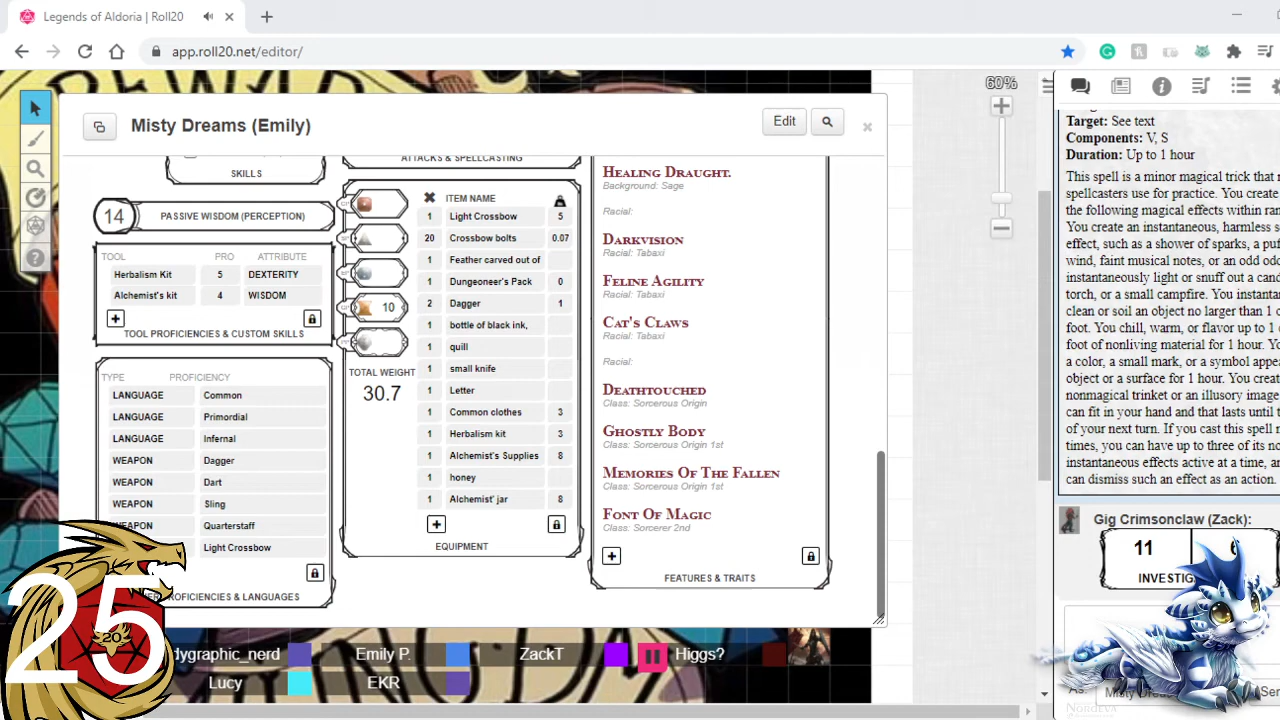 Legends of Aldoria | Roll20
app.roll20.net/editor/
60%
Misty Dreams (Emily)
Edit
SKILLS
14 PASSIVE WISDOM (PERCEPTION)
TOOL PRO ATTRIBUTE
Herbalism Kit 5 DEXTERITY
Alchemist's kit 4 WISDOM
TOOL PROFICIENCIES & CUSTOM SKILLS
TYPE PROFICIENCY
LANGUAGE Common
LANGUAGE Primordial
LANGUAGE Infernal
WEAPON Dagger
WEAPON Dart
WEAPON Sling
WEAPON Quarterstaff
Light Crossbow
PROFICIENCIES & LANGUAGES
ATTACKS & SPELLCASTING
10
TOTAL WEIGHT
30.7
ITEM NAME
1 Light Crossbow 5
20 Crossbow bolts 0.07
1 Feather carved out of
1 Dungeoneer's Pack 0
2 Dagger 1
1 bottle of black ink,
1 quill
1 small knife
1 Letter
1 Common clothes 3
1 Herbalism kit 3
1 Alchemist's Supplies 8
1 honey
1 Alchemist' jar 8
EQUIPMENT
Healing Draught.
Background: Sage
Racial:
Darkvision
Racial: Tabaxi
Feline Agility
Racial: Tabaxi
Cat's Claws
Racial: Tabaxi
Racial:
Deathtouched
Class: Sorcerous Origin
Ghostly Body
Class: Sorcerous Origin 1st
Memories Of The Fallen
Class: Sorcerous Origin 1st
Font Of Magic
Class: Sorcerer 2nd
FEATURES & TRAITS
Target: See text
Components: V, S
Duration: Up to 1 hour
This spell is a minor magical trick that n
spellcasters use for practice. You create
the following magical effects within ran
You create an instantaneous, harmless s
effect, such as a shower of sparks, a puf
wind, faint musical notes, or an odd odo
instantaneously light or snuff out a cand
torch, or a small campfire. You instantan
clean or soil an object no larger than 1 c
foot. You chill, warm, or flavor up to 1 c
foot of nonliving material for 1 hour. Yo
a color, a small mark, or a symbol appea
object or a surface for 1 hour. You create
nonmagical trinket or an illusory image
can fit in your hand and that lasts until t
of your next turn. If you cast this spell m
times, you can have up to three of its no
instantaneous effects active at a time, an
can dismiss such an effect as an action.
Gig Crimsonclaw (Zack):
11
INVESTIG
As: Misty Dre
25
20
dygraphic_nerd Emily P. ZackT Higgs?
Lucy EKR